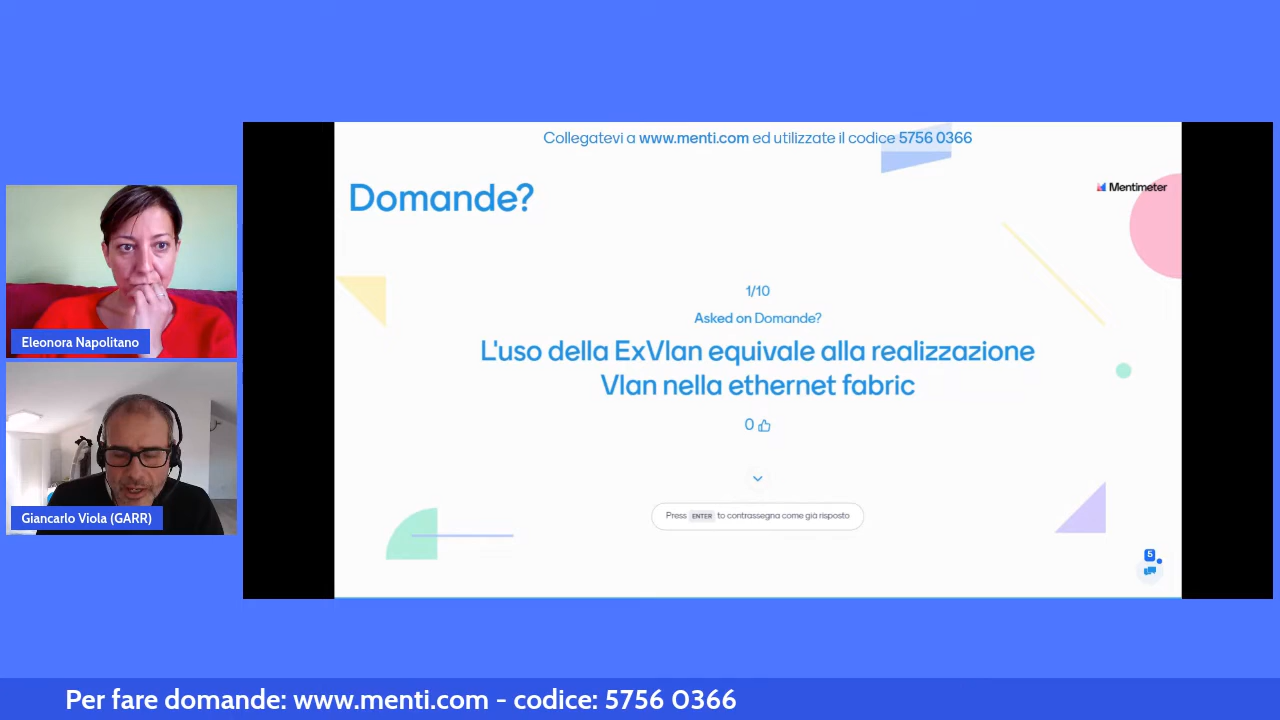 Collegatevi a www.menti.com ed utilizzate il codice 5756 0366
Domande?
Mentimeter
1/10
Asked on Domande?
L'uso della ExVlan equivale alla realizzazione
Vlan nella ethernet fabric
0
Press ENTER to contrassegna come già risposto
5
Eleonora Napolitano
Giancarlo Viola (GARR)
Per fare domande: www.menti.com - codice: 5756 0366